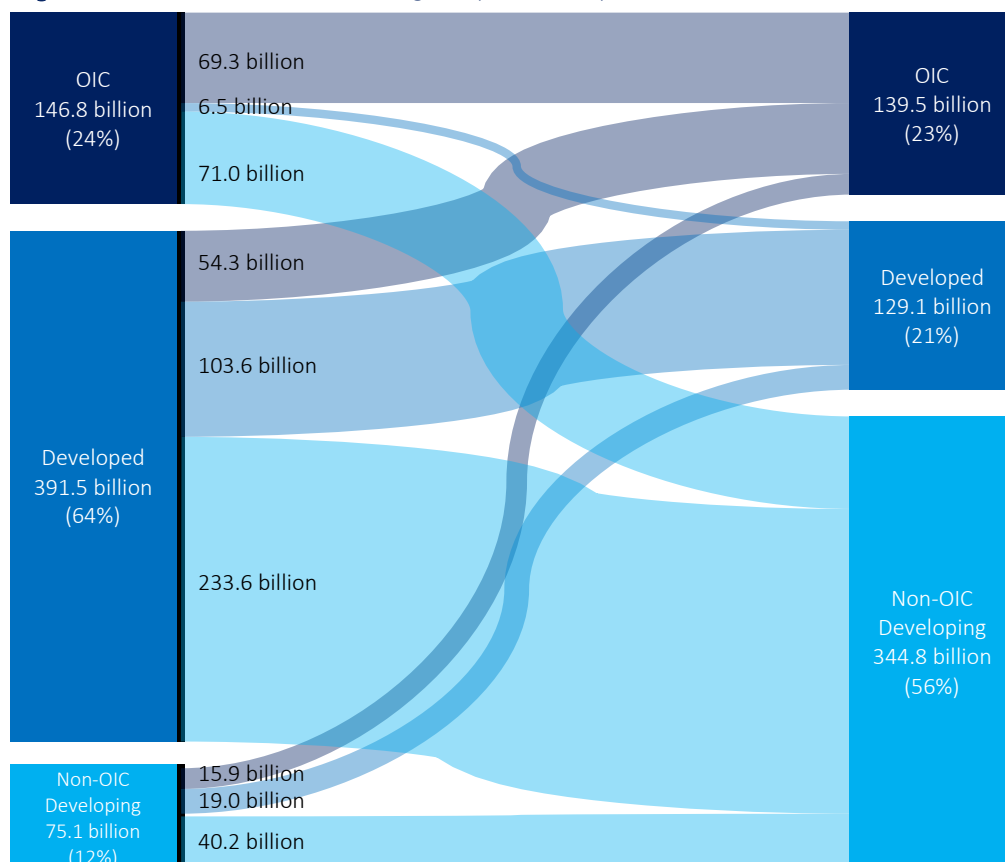 OIC
146.8 billion
(24%)
69.3 billion
6.5 billion
71.0 billion
OIC
139.5 billion
(23%)
Developed
391.5 billion
(64%)
54.3 billion
103.6 billion
233.6 billion
Developed
129.1 billion
(21%)
Non-OIC
Developing
75.1 billion
(12%)
15.9 billion
19.0 billion
40.2 billion
Non-OIC
Developing
344.8 billion
(56%)